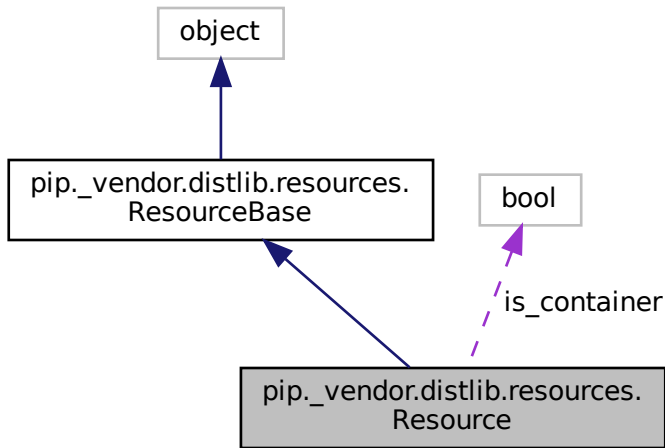 object
pip._vendor.distlib.resources.
ResourceBase
bool
is_container
pip._vendor.distlib.resources.
Resource